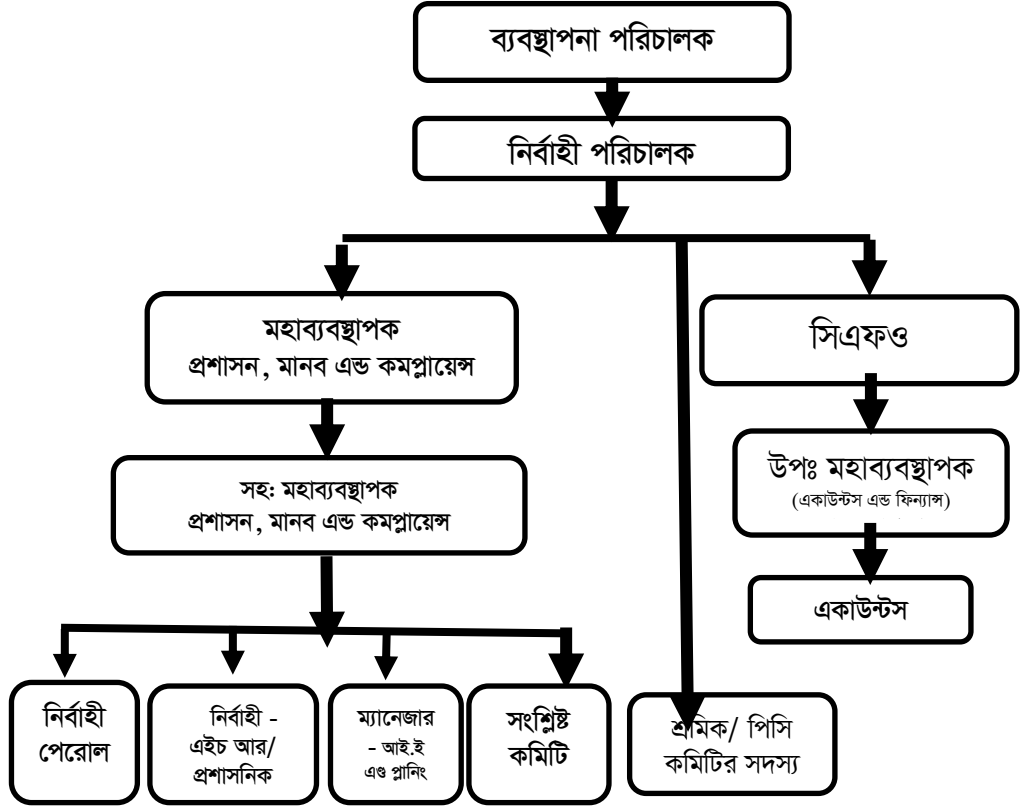 ব্যবস্থাপনা পরিচালক
নির্বাহী পরিচালক
মহাব্যবস্থাপক
প্রশাসন, মানব এন্ড কমপ্লায়েন্স
সিএফও
সহ: মহাব্যবস্থাপক
প্রশাসন, মানব এন্ড কমপ্লায়েন্স
উপঃ মহাব্যবস্থাপক
(একাউন্টস এন্ড ফিন্যান্স)
একাউন্টস
নির্বাহী
পেরোল
নির্বাহী -
এইচ আর/
প্রশাসনিক
ম্যানেজার
- আই.ই
এণ্ড প্লানিং
সংশ্লিষ্ট
কমিটি
শ্রমিক/ পিসি
কমিটির সদস্য